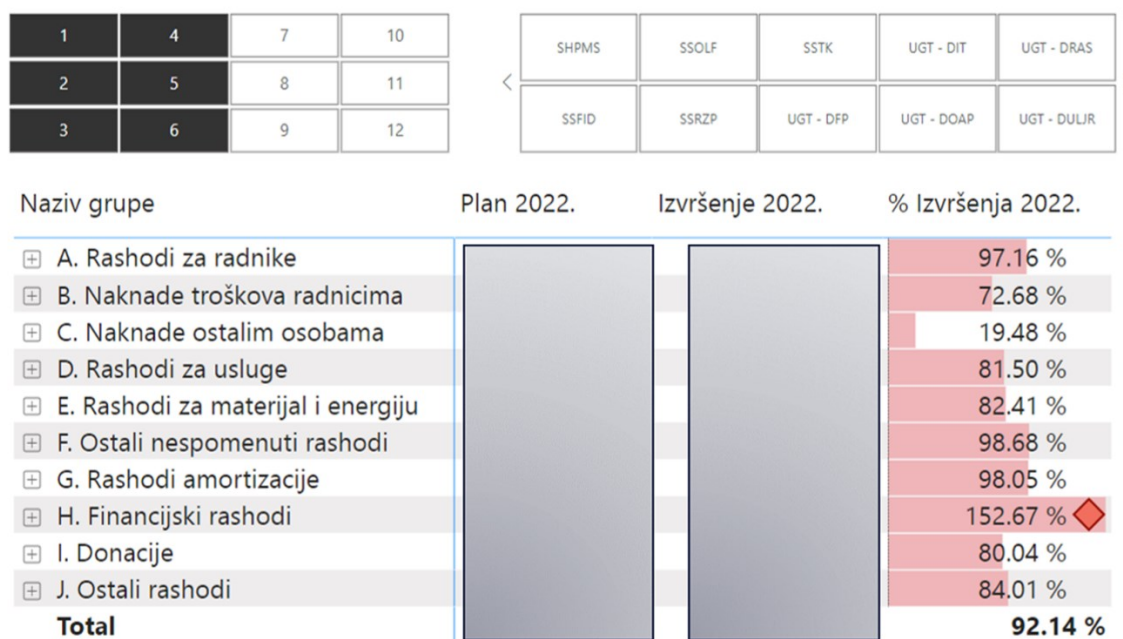 1 4 7 10
2 5 8 11
3 6 9 12
SHPMS SSOLF SSTK UGT - DIT UGT - DRAS
SSFID SSRZP UGT - DFP UGT - DOAP UGT - DULJR
Naziv grupe Plan 2022. Izvršenje 2022. % Izvršenja 2022.
A. Rashodi za radnike 97.16 %
B. Naknade troškova radnicima 72.68 %
C. Naknade ostalim osobama 19.48 %
D. Rashodi za usluge 81.50 %
E. Rashodi za materijal i energiju 82.41 %
F. Ostali nespomenuti rashodi 98.68 %
G. Rashodi amortizacije 98.05 %
H. Financijski rashodi 152.67 %
I. Donacije 80.04 %
J. Ostali rashodi 84.01 %
Total 92.14 %